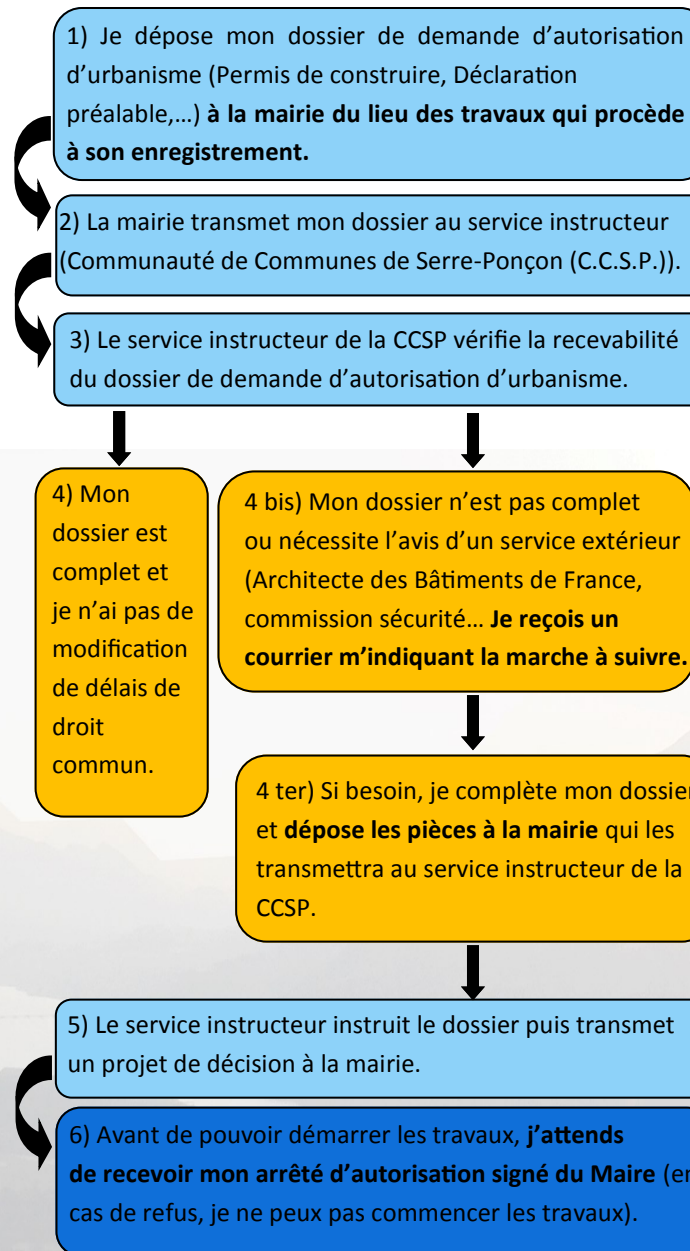 1) Je dépose mon dossier de demande d’autorisation
d’urbanisme (Permis de construire, Déclaration
préalable,…) à la mairie du lieu des travaux qui procède
à son enregistrement.
2) La mairie transmet mon dossier au service instructeur
(Communauté de Communes de Serre-Ponçon (C.C.S.P.)).
3) Le service instructeur de la CCSP vérifie la recevabilité
du dossier de demande d’autorisation d’urbanisme.
4) Mon
dossier est
complet et
je n’ai pas de
modification
de délais de
droit
commun.
4 bis) Mon dossier n’est pas complet
ou nécessite l’avis d’un service extérieur
(Architecte des Bâtiments de France,
commission sécurité… Je reçois un
courrier m’indiquant la marche à suivre.
4 ter) Si besoin, je complète mon dossier
et dépose les pièces à la mairie qui les
transmettra au service instructeur de la
CCSP.
5) Le service instructeur instruit le dossier puis transmet
un projet de décision à la mairie.
6) Avant de pouvoir démarrer les travaux, j’attends
de recevoir mon arrêté d’autorisation signé du Maire (en
cas de refus, je ne peux pas commencer les travaux).